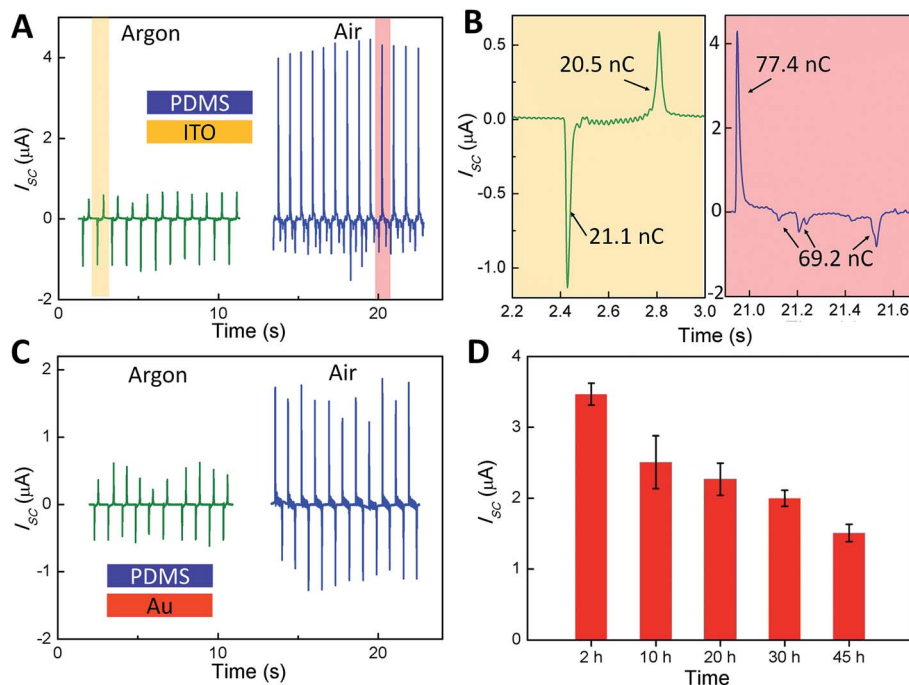 A
Argon
Air
PDMS
ITO
I_SC (μA)
4
2
0
-2
0
10
20
Time (s)
B
20.5 nC
21.1 nC
I_SC (μA)
0.5
0.0
-0.5
-1.0
2.2 2.4 2.6 2.8 3.0
77.4 nC
69.2 nC
4
2
0
-2
21.0 21.2 21.4 21.6
Time (s)
C
Argon
Air
PDMS
Au
I_SC (μA)
2
1
0
-1
-2
0
10
20
Time (s)
D
I_SC (μA)
4
3
2
1
0
2 h 10 h 20 h 30 h 45 h
Time